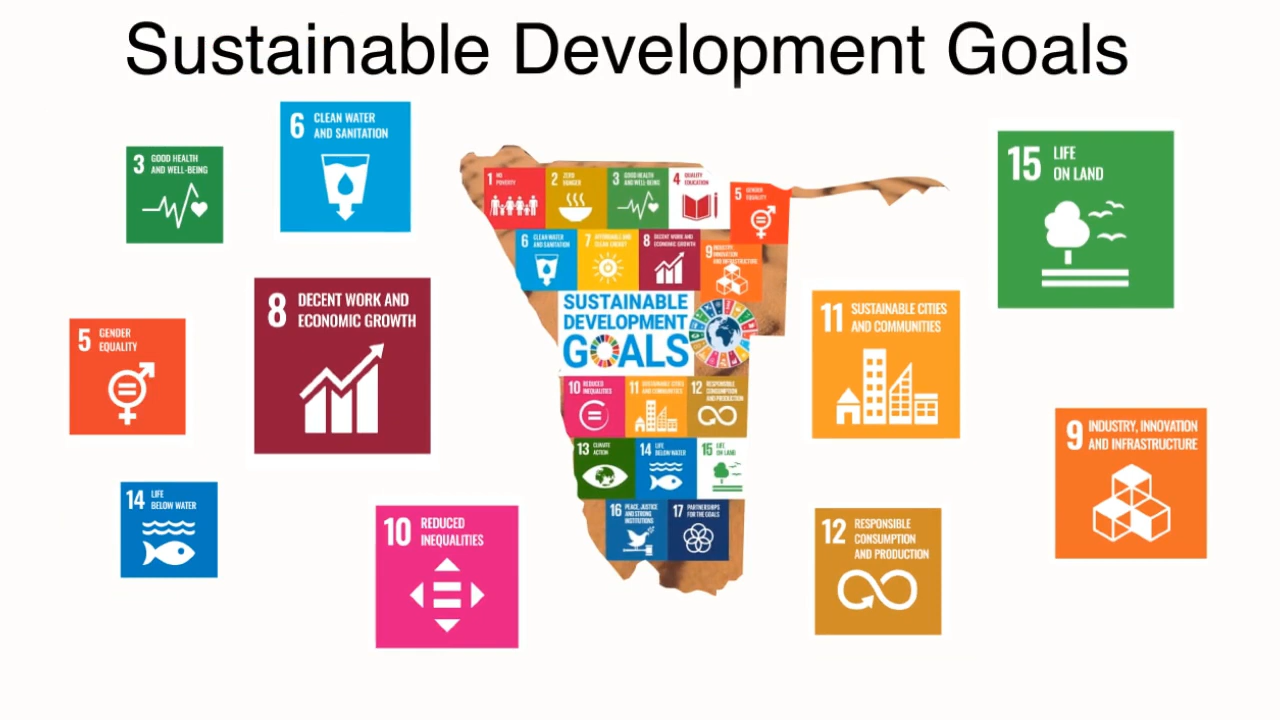 Sustainable Development Goals
3 GOOD HEALTH
AND WELL-BEING
6 CLEAN WATER
AND SANITATION
5 GENDER
EQUALITY
8 DECENT WORK AND
ECONOMIC GROWTH
14 LIFE
BELOW WATER
10 REDUCED
INEQUALITIES
1 NO
POVERTY
2 ZERO
HUNGER
3 GOOD HEALTH
AND WELL-BEING
4 QUALITY
EDUCATION
5 GENDER
EQUALITY
6 CLEAN WATER
AND SANITATION
7 AFFORDABLE AND
CLEAN ENERGY
8 DECENT WORK AND
ECONOMIC GROWTH
9 INDUSTRY,
INNOVATION
AND INFRASTRUCTURE
SUSTAINABLE
DEVELOPMENT
GOALS
10 REDUCED
INEQUALITIES
11 SUSTAINABLE CITIES
AND COMMUNITIES
12 RESPONSIBLE
CONSUMPTION
AND PRODUCTION
13 CLIMATE
ACTION
14 LIFE
BELOW WATER
15 LIFE
ON LAND
16 PEACE, JUSTICE
AND STRONG
INSTITUTIONS
17 PARTNERSHIPS
FOR THE GOALS
15 LIFE
ON LAND
11 SUSTAINABLE CITIES
AND COMMUNITIES
9 INDUSTRY, INNOVATION
AND INFRASTRUCTURE
12 RESPONSIBLE
CONSUMPTION
AND PRODUCTION